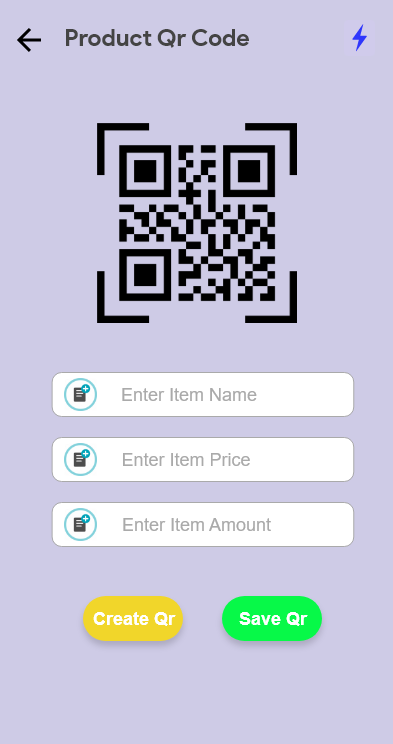 Product Qr Code
Enter Item Name
Enter Item Price
Enter Item Amount
Create Qr
Save Qr